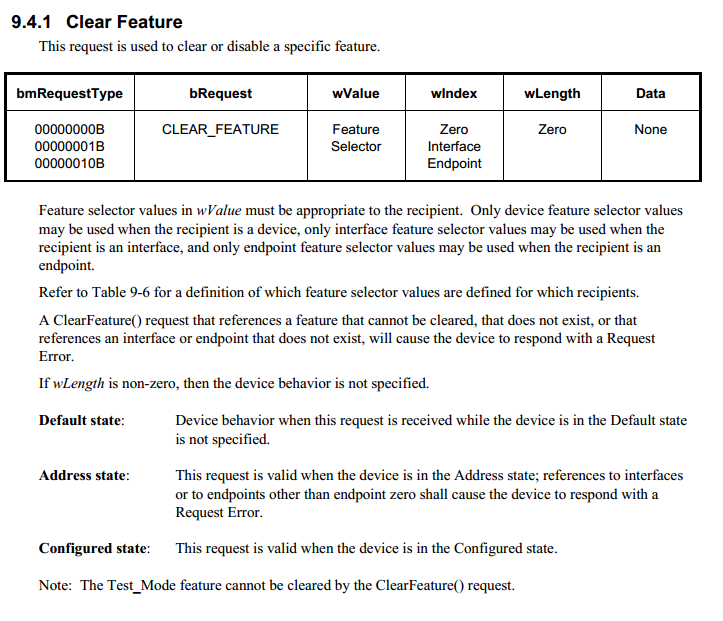 9.4.1 Clear Feature
This request is used to clear or disable a specific feature.
bmRequestType bRequest wValue wIndex wLength Data
00000000B CLEAR_FEATURE Feature Zero Zero None
00000001B Selector Interface
00000010B Endpoint
Feature selector values in wValue must be appropriate to the recipient. Only device feature selector values
may be used when the recipient is a device, only interface feature selector values may be used when the
recipient is an interface, and only endpoint feature selector values may be used when the recipient is an
endpoint.
Refer to Table 9-6 for a definition of which feature selector values are defined for which recipients.
A ClearFeature() request that references a feature that cannot be cleared, that does not exist, or that
references an interface or endpoint that does not exist, will cause the device to respond with a Request
Error.
If wLength is non-zero, then the device behavior is not specified.
Default state: Device behavior when this request is received while the device is in the Default state
is not specified.
Address state: This request is valid when the device is in the Address state; references to interfaces
or to endpoints other than endpoint zero shall cause the device to respond with a
Request Error.
Configured state: This request is valid when the device is in the Configured state.
Note: The Test_Mode feature cannot be cleared by the ClearFeature() request.